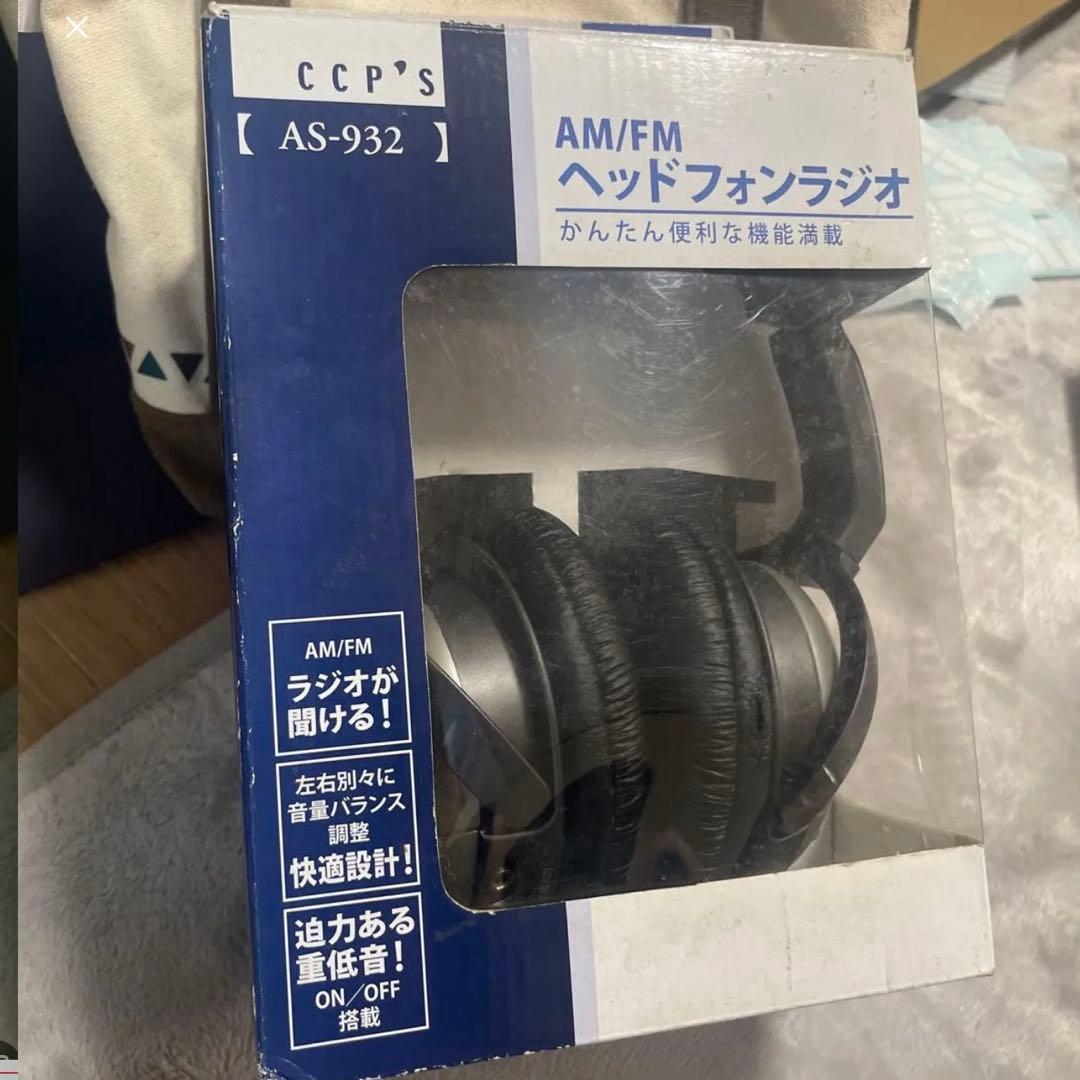 CCP'S
【 AS-932 】
AM/FM
ヘッドフォンラジオ
かんたん便利な機能満載
AM/FM
ラジオが
聞ける!
左右別々に
音量バランス
調整
快適設計!
迫力ある
重低音!
ON/OFF
搭載